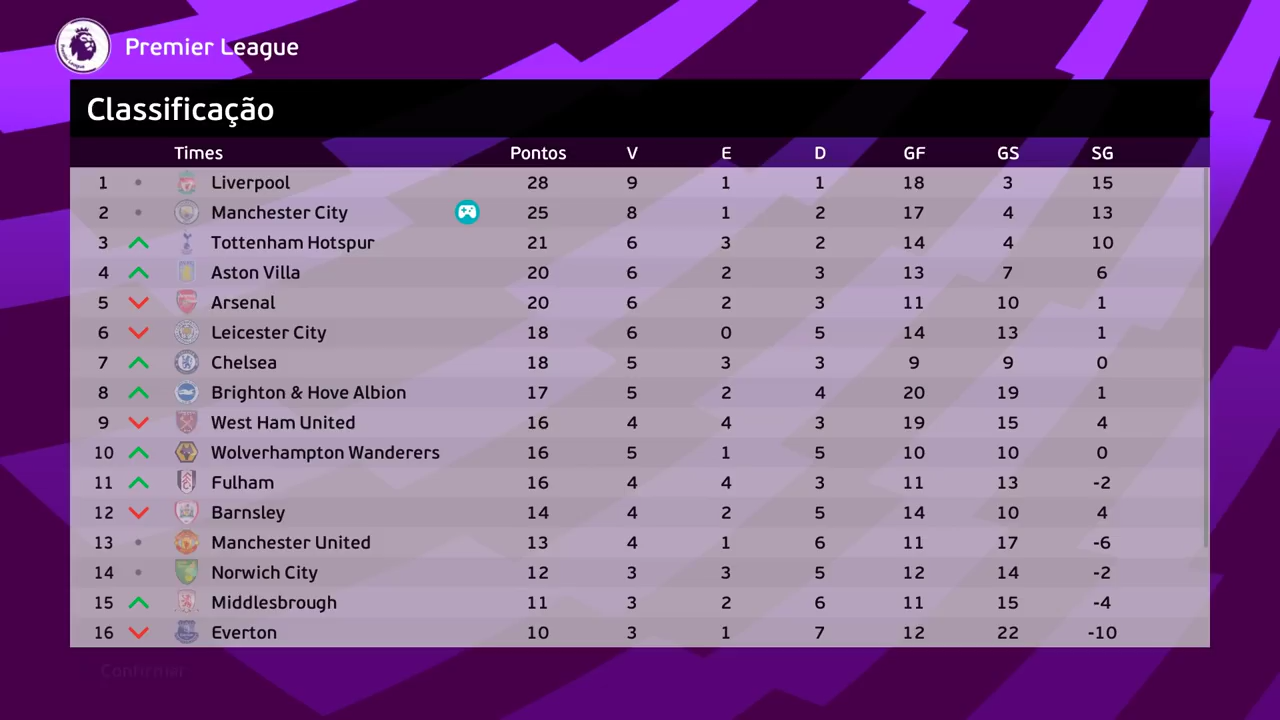 Premier League
Classificação
Times Pontos V E D GF GS SG
1 Liverpool 28 9 1 1 18 3 15
2 Manchester City 25 8 1 2 17 4 13
3 Tottenham Hotspur 21 6 3 2 14 4 10
4 Aston Villa 20 6 2 3 13 7 6
5 Arsenal 20 6 2 3 11 10 1
6 Leicester City 18 6 0 5 14 13 1
7 Chelsea 18 5 3 3 9 9 0
8 Brighton & Hove Albion 17 5 2 4 20 19 1
9 West Ham United 16 4 4 3 19 15 4
10 Wolverhampton Wanderers 16 5 1 5 10 10 0
11 Fulham 16 4 4 3 11 13 -2
12 Barnsley 14 4 2 5 14 10 4
13 Manchester United 13 4 1 6 11 17 -6
14 Norwich City 12 3 3 5 12 14 -2
15 Middlesbrough 11 3 2 6 11 15 -4
16 Everton 10 3 1 7 12 22 -10